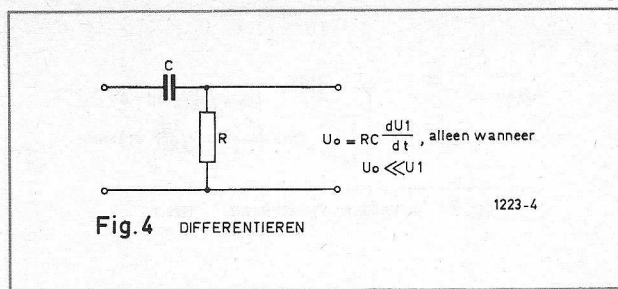 C
R
Uo = RC dU1/dt , alleen wanneer
Uo ≪ U1
1223-4
Fig. 4 DIFFERENTIEREN